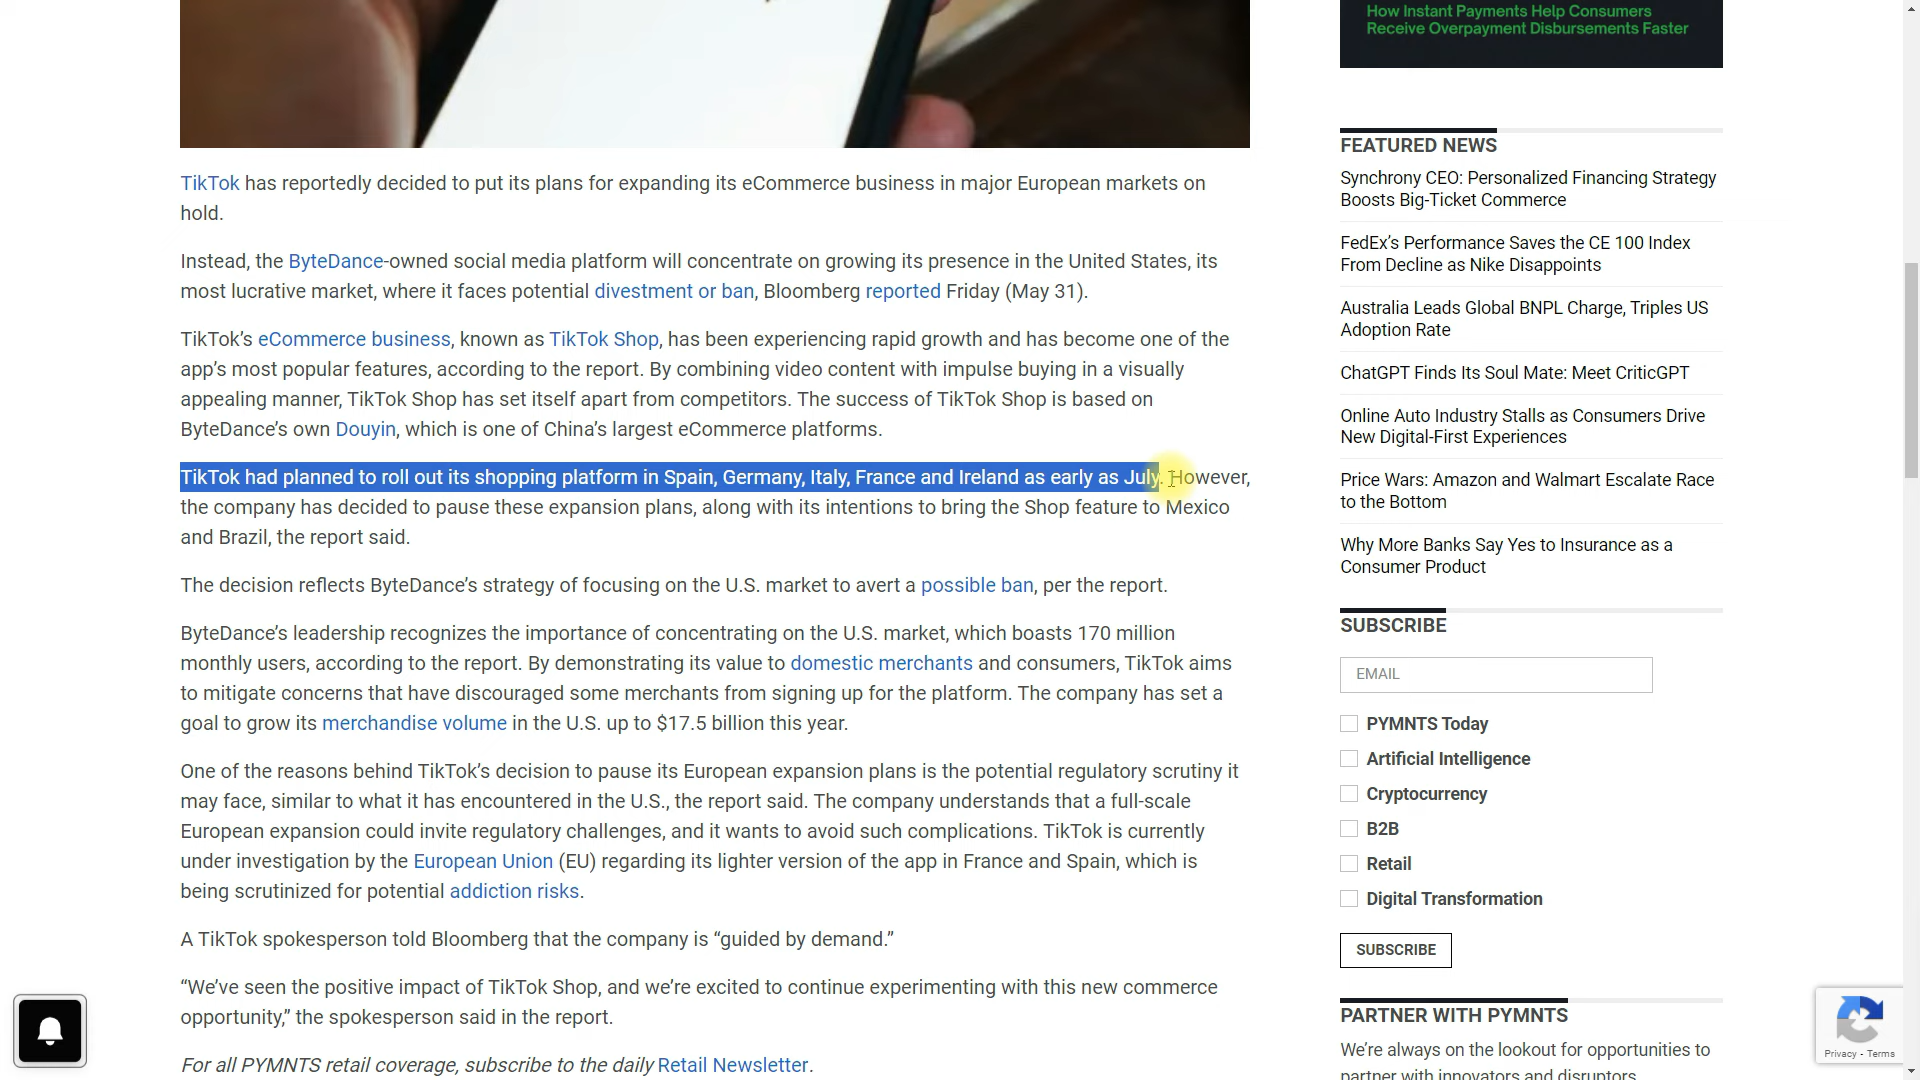 How Instant Payments Help Consumers
Receive Overpayment Disbursements Faster
TikTok has reportedly decided to put its plans for expanding its eCommerce business in major European markets on
hold.
Instead, the ByteDance-owned social media platform will concentrate on growing its presence in the United States, its
most lucrative market, where it faces potential divestment or ban, Bloomberg reported Friday (May 31).
TikTok’s eCommerce business, known as TikTok Shop, has been experiencing rapid growth and has become one of the
app’s most popular features, according to the report. By combining video content with impulse buying in a visually
appealing manner, TikTok Shop has set itself apart from competitors. The success of TikTok Shop is based on
ByteDance’s own Douyin, which is one of China’s largest eCommerce platforms.
TikTok had planned to roll out its shopping platform in Spain, Germany, Italy, France and Ireland as early as July. However,
the company has decided to pause these expansion plans, along with its intentions to bring the Shop feature to Mexico
and Brazil, the report said.
The decision reflects ByteDance’s strategy of focusing on the U.S. market to avert a possible ban, per the report.
ByteDance’s leadership recognizes the importance of concentrating on the U.S. market, which boasts 170 million
monthly users, according to the report. By demonstrating its value to domestic merchants and consumers, TikTok aims
to mitigate concerns that have discouraged some merchants from signing up for the platform. The company has set a
goal to grow its merchandise volume in the U.S. up to $17.5 billion this year.
One of the reasons behind TikTok’s decision to pause its European expansion plans is the potential regulatory scrutiny it
may face, similar to what it has encountered in the U.S., the report said. The company understands that a full-scale
European expansion could invite regulatory challenges, and it wants to avoid such complications. TikTok is currently
under investigation by the European Union (EU) regarding its lighter version of the app in France and Spain, which is
being scrutinized for potential addiction risks.
A TikTok spokesperson told Bloomberg that the company is “guided by demand.”
“We’ve seen the positive impact of TikTok Shop, and we’re excited to continue experimenting with this new commerce
opportunity,” the spokesperson said in the report.
For all PYMNTS retail coverage, subscribe to the daily Retail Newsletter.
FEATURED NEWS
Synchrony CEO: Personalized Financing Strategy
Boosts Big-Ticket Commerce
FedEx’s Performance Saves the CE 100 Index
From Decline as Nike Disappoints
Australia Leads Global BNPL Charge, Triples US
Adoption Rate
ChatGPT Finds Its Soul Mate: Meet CriticGPT
Online Auto Industry Stalls as Consumers Drive
New Digital-First Experiences
Price Wars: Amazon and Walmart Escalate Race
to the Bottom
Why More Banks Say Yes to Insurance as a
Consumer Product
SUBSCRIBE
EMAIL
PYMNTS Today
Artificial Intelligence
Cryptocurrency
B2B
Retail
Digital Transformation
SUBSCRIBE
PARTNER WITH PYMNTS
We’re always on the lookout for opportunities to
partner with innovators and disruptors.
Privacy - Terms